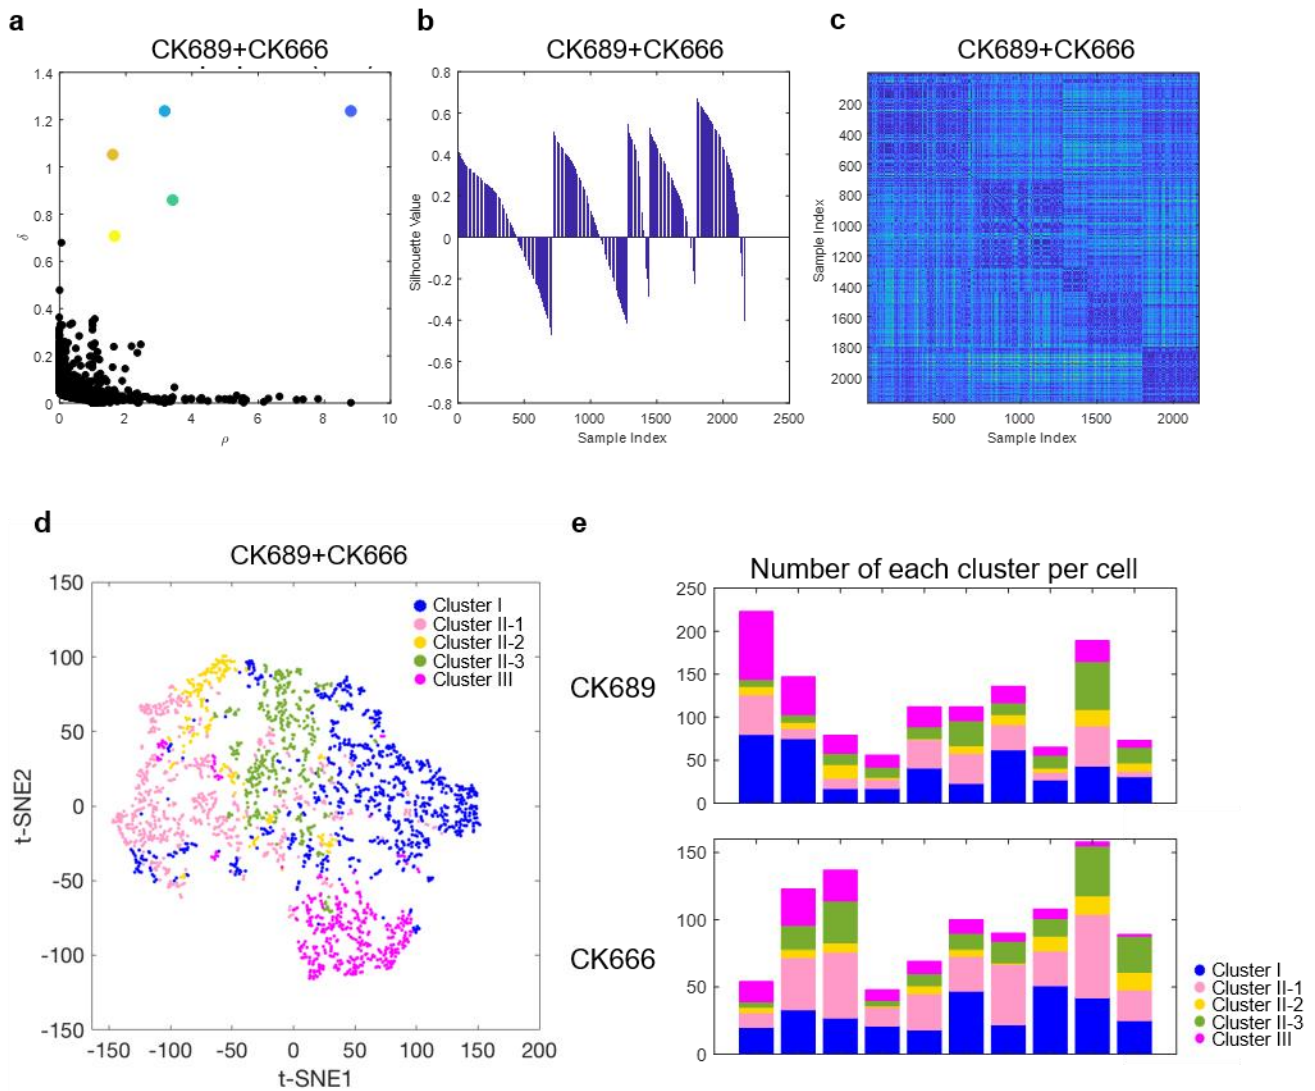 a
CK689+CK666
1.4
1.2
1
0.8
0.6
0.4
0.2
0
δ
0 2 4 6 8 10
ρ
b
CK689+CK666
0.8
0.6
0.4
0.2
0
-0.2
-0.4
-0.6
-0.8
Silhouette Value
0 500 1000 1500 2000 2500
Sample Index
c
CK689+CK666
200
400
600
800
1000
1200
1400
1600
1800
2000
Sample Index
500 1000 1500 2000
Sample Index
d
CK689+CK666
150
100
50
0
-50
-100
-150
t-SNE2
Cluster I
Cluster II-1
Cluster II-2
Cluster II-3
Cluster III
-150 -100 -50 0 50 100 150 200
t-SNE1
e
Number of each cluster per cell
CK689
250
200
150
100
50
0
CK666
150
100
50
0
Cluster I
Cluster II-1
Cluster II-2
Cluster II-3
Cluster III